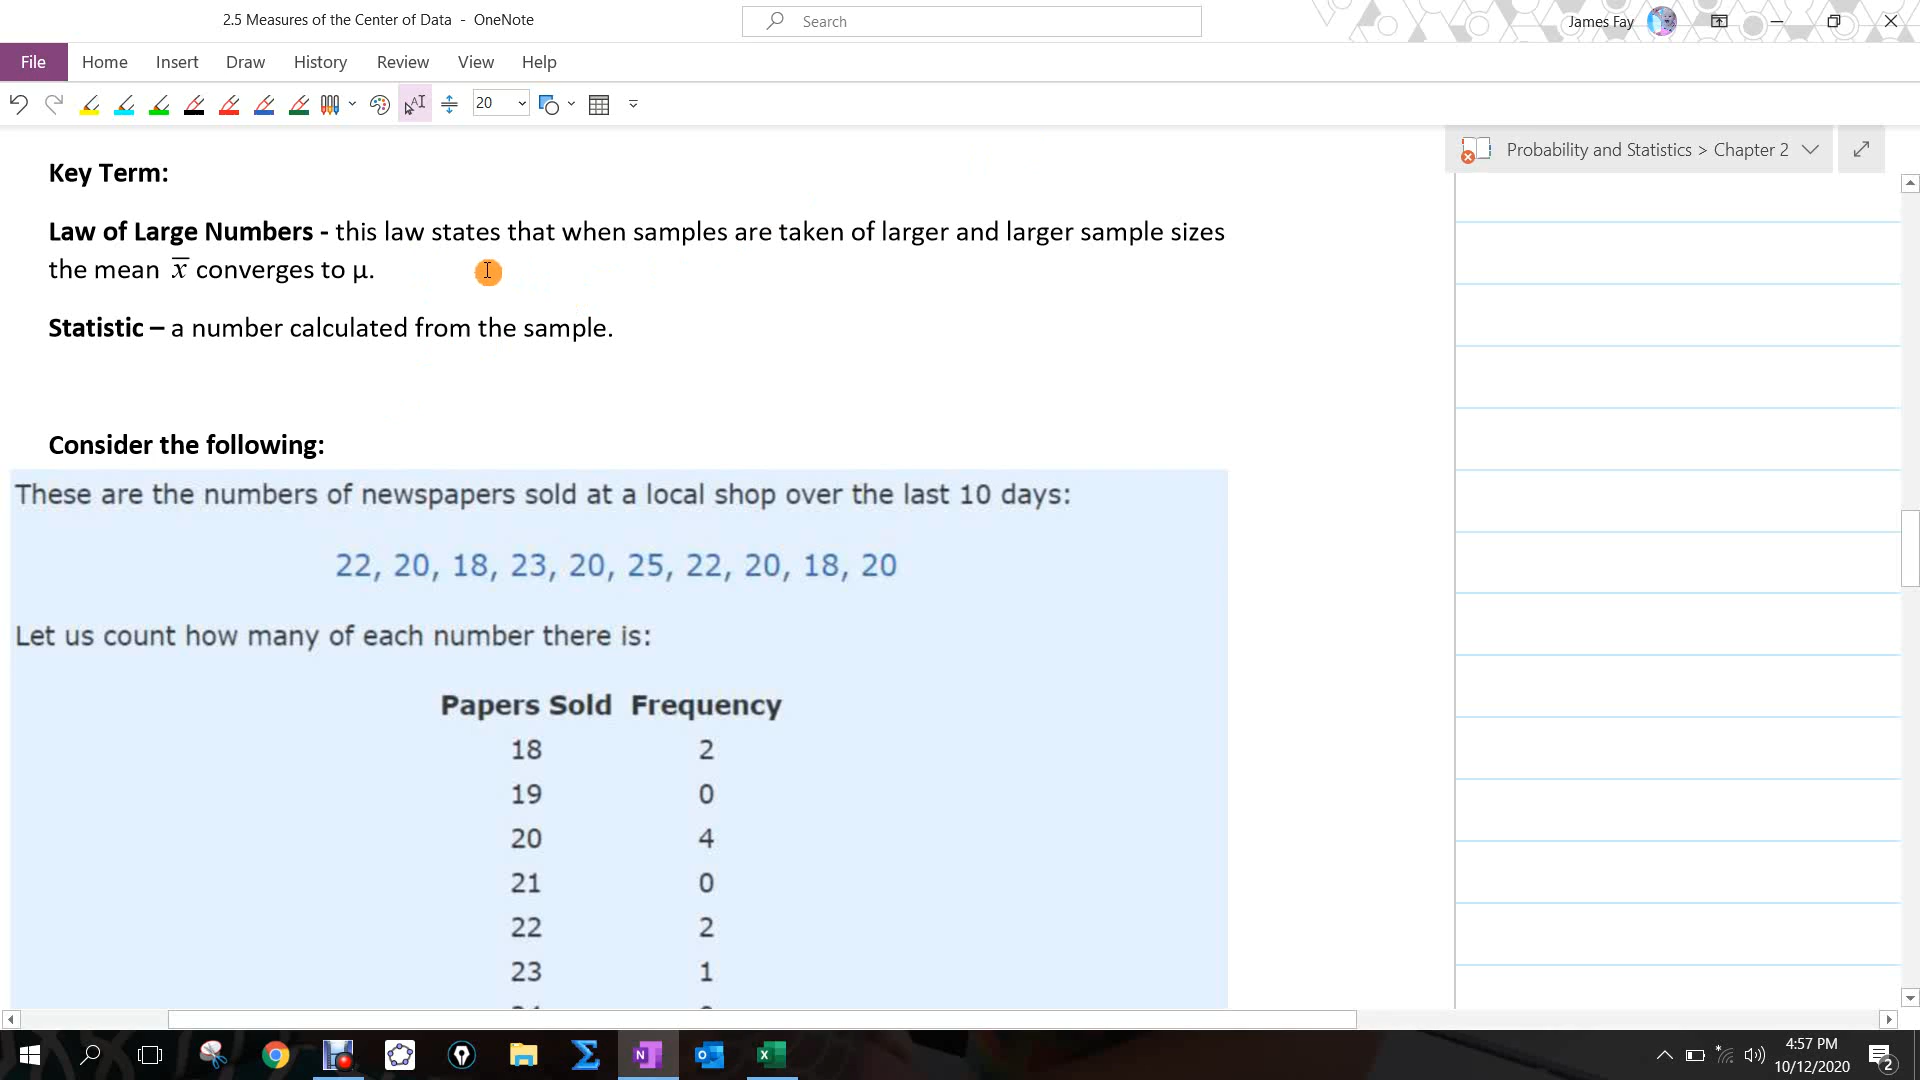 2.5 Measures of the Center of Data - OneNote
Search
James Fay
File Home Insert Draw History Review View Help
20
Probability and Statistics > Chapter 2
Key Term:
Law of Large Numbers - this law states that when samples are taken of larger and larger sample sizes
the mean x̅ converges to μ.
Statistic – a number calculated from the sample.
Consider the following:
These are the numbers of newspapers sold at a local shop over the last 10 days:
22, 20, 18, 23, 20, 25, 22, 20, 18, 20
Let us count how many of each number there is:
Papers Sold Frequency
18 2
19 0
20 4
21 0
22 2
23 1
4:57 PM
10/12/2020
2